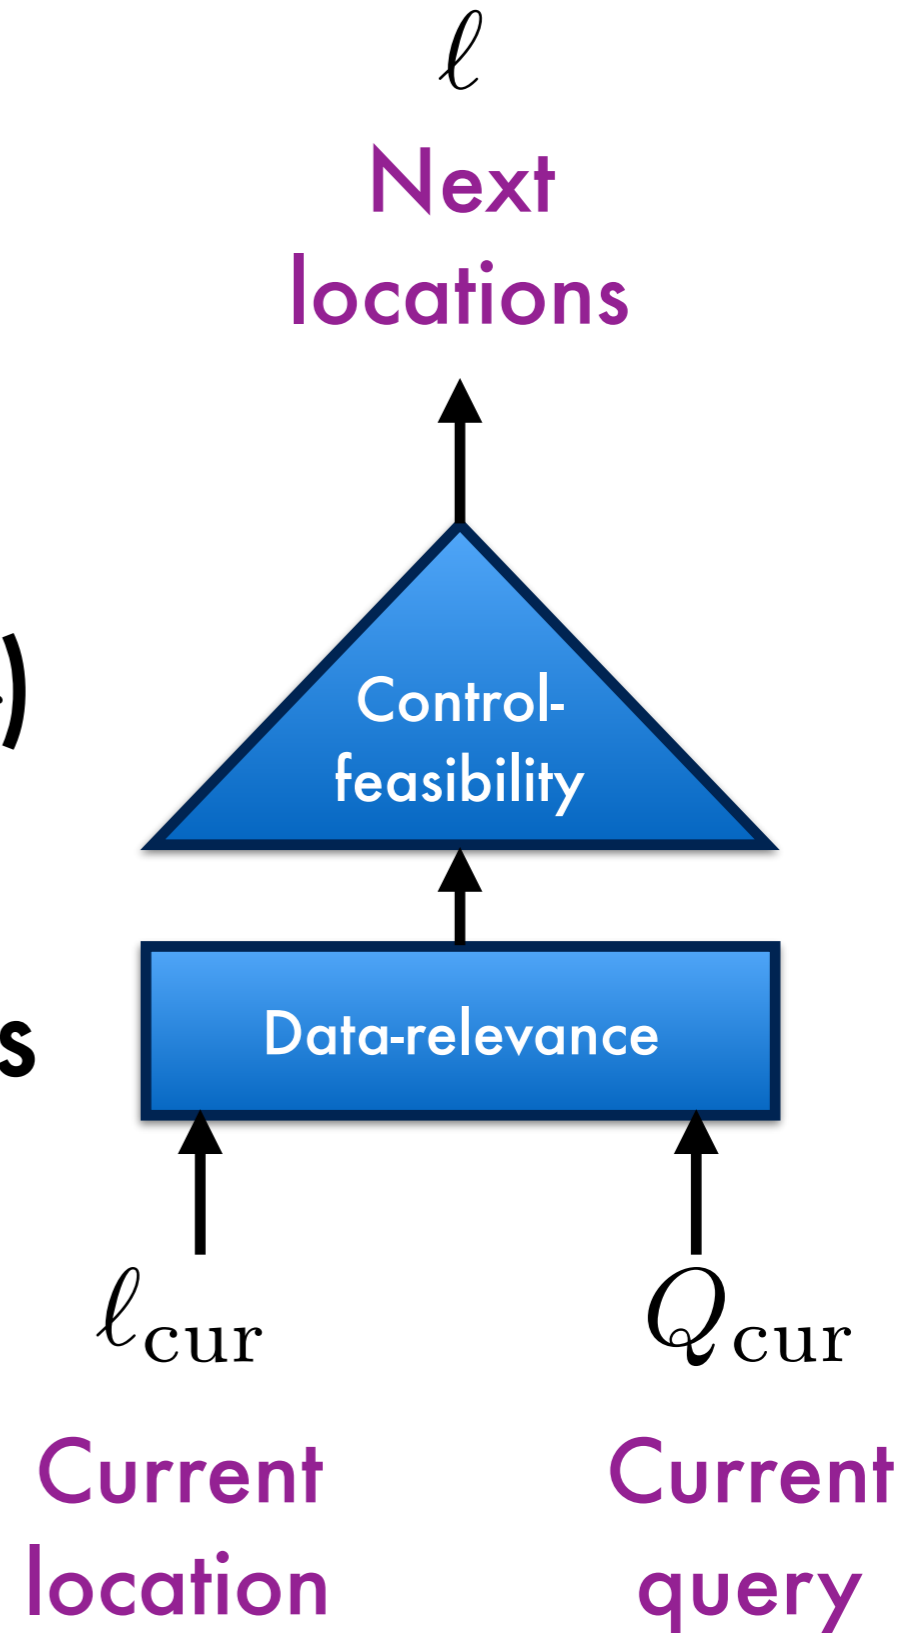 ℓ
Next
locations
)
Control-
feasibility
s
Data-relevance
ℓcur Qcur
Current Current
location query